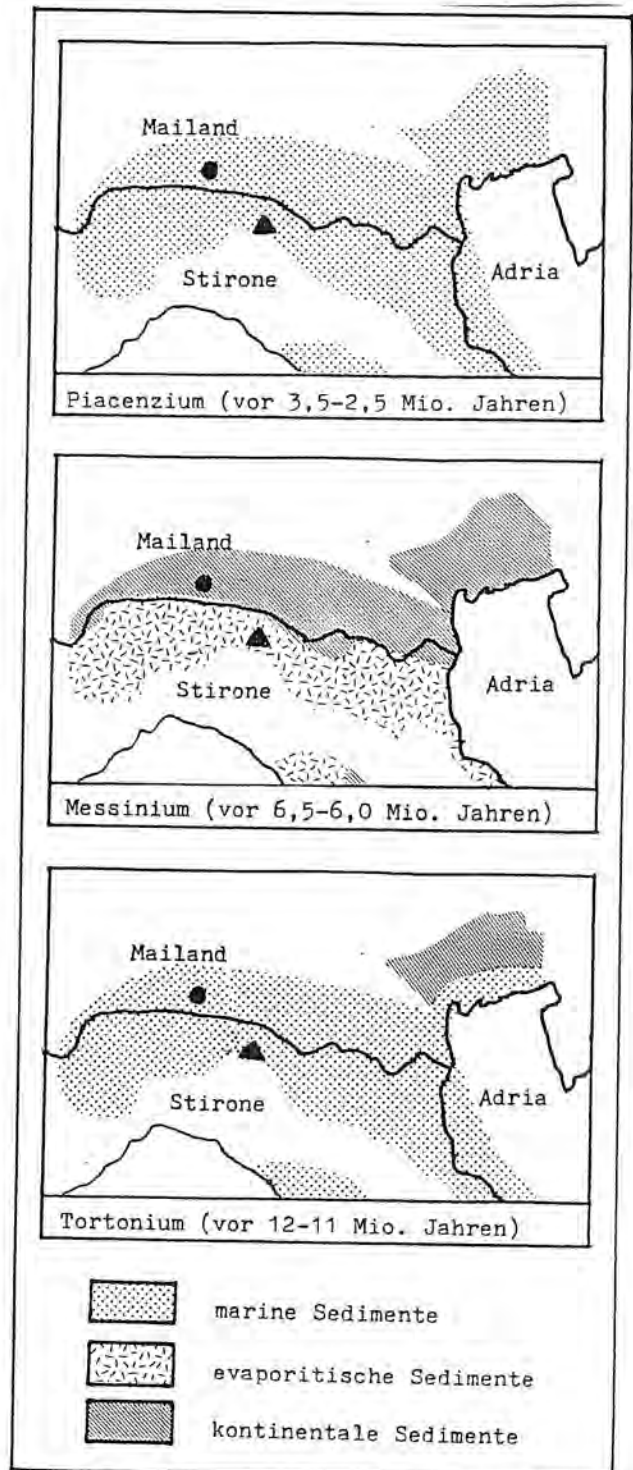 Mailand
Stirone
Adria
Piacenzium (vor 3,5-2,5 Mio. Jahren)
Mailand
Stirone
Adria
Messinium (vor 6,5-6,0 Mio. Jahren)
Mailand
Stirone
Adria
Tortonium (vor 12-11 Mio. Jahren)
marine Sedimente
evaporitische Sedimente
kontinentale Sedimente